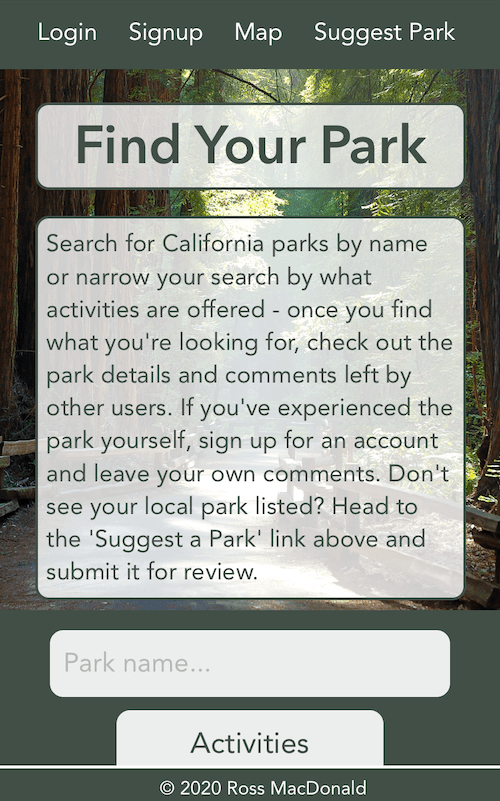 Login Signup Map Suggest Park
Find Your Park
Search for California parks by name
or narrow your search by what
activities are offered - once you find
what you're looking for, check out the
park details and comments left by
other users. If you've experienced the
park yourself, sign up for an account
and leave your own comments. Don't
see your local park listed? Head to
the 'Suggest a Park' link above and
submit it for review.
Park name...
Activities
© 2020 Ross MacDonald